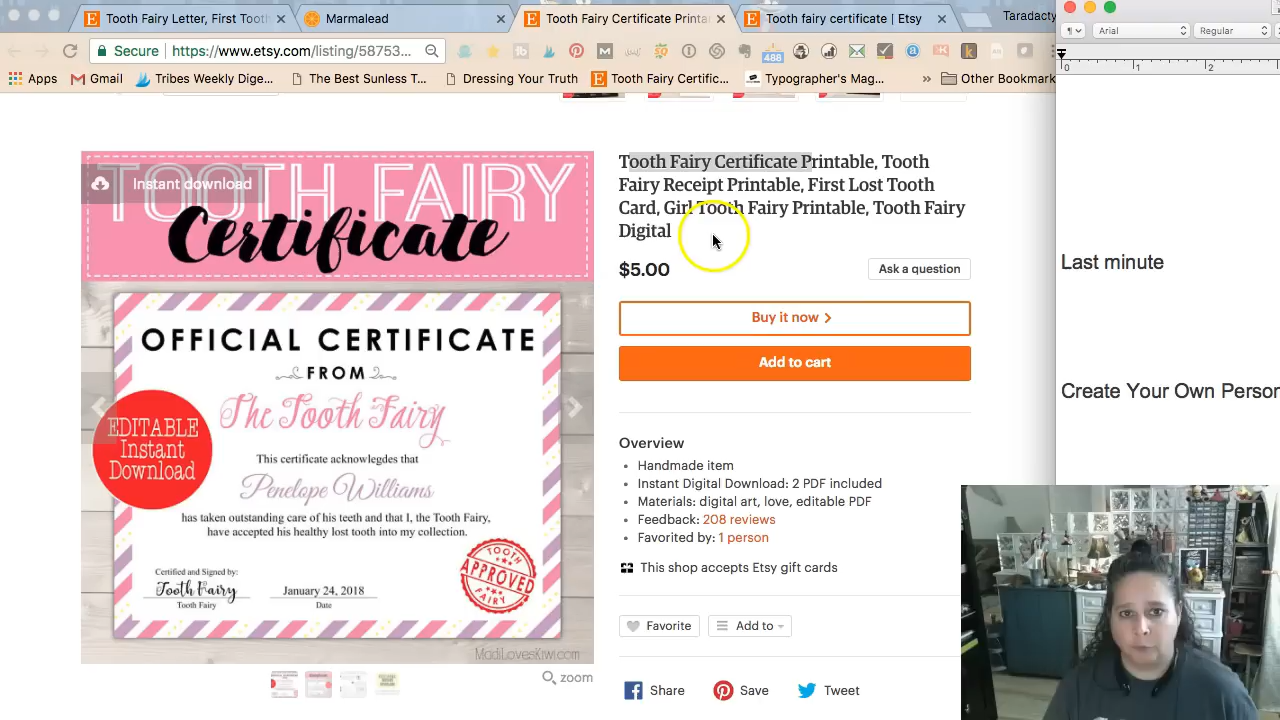 Tooth Fairy Letter, First Tooth
Marmalead
Tooth Fairy Certificate Printa
Tooth fairy certificate | Etsy
Taradacty
Secure
https://www.etsy.com/listing/58753...
488
Apps
Gmail
Tribes Weekly Dige...
The Best Sunless T...
Dressing Your Truth
Tooth Fairy Certific...
Typographer's Mag...
»
Other Bookmark
Arial
Regular
0
1
2
TOOTH FAIRY
Instant download
Certificate
OFFICIAL CERTIFICATE
FROM
The Tooth Fairy
EDITABLE
Instant
Download
This certificate acknowlegdes that
Penelope Williams
has taken outstanding care of his teeth and that I, the Tooth Fairy,
have accepted his healthy lost tooth into my collection.
Certified and Signed by:
Tooth Fairy
Tooth Fairy
January 24, 2018
Date
TOOTH
APPROVED
FAIRY
MadiLovesKiwi.com
zoom
Tooth Fairy Certificate Printable, Tooth
Fairy Receipt Printable, First Lost Tooth
Card, Girl Tooth Fairy Printable, Tooth Fairy
Digital
$5.00
Ask a question
Buy it now
Add to cart
Overview
Handmade item
Instant Digital Download: 2 PDF included
Materials: digital art, love, editable PDF
Feedback: 208 reviews
Favorited by: 1 person
This shop accepts Etsy gift cards
Favorite
Add to
Share
Save
Tweet
Last minute
Create Your Own Person